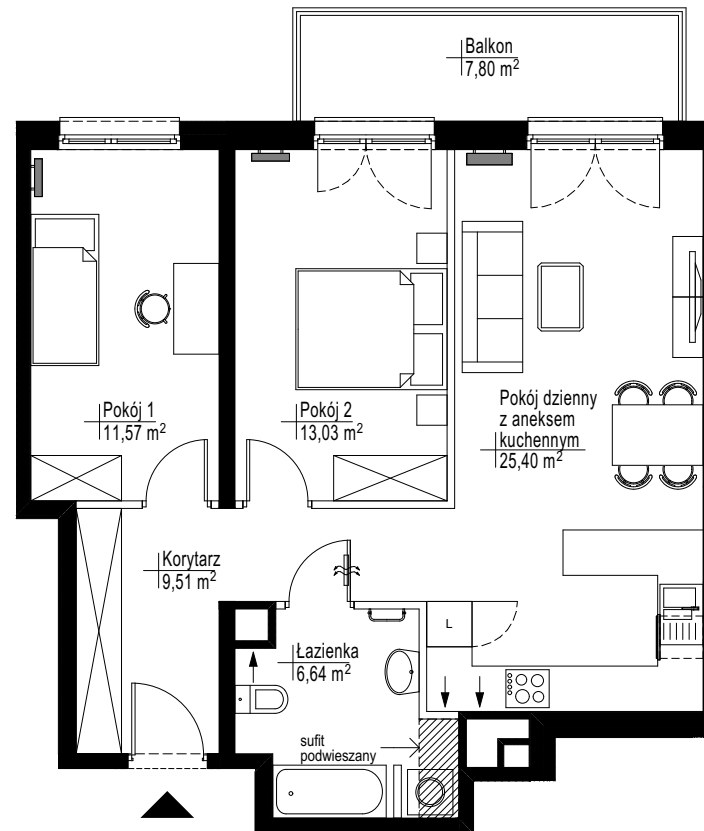 Balkon
7,80 m²
Pokój 1
11,57 m²
Pokój 2
13,03 m²
Pokój dzienny
z aneksem
kuchennym
25,40 m²
Korytarz
9,51 m²
Łazienka
6,64 m²
L
sufit
podwieszany